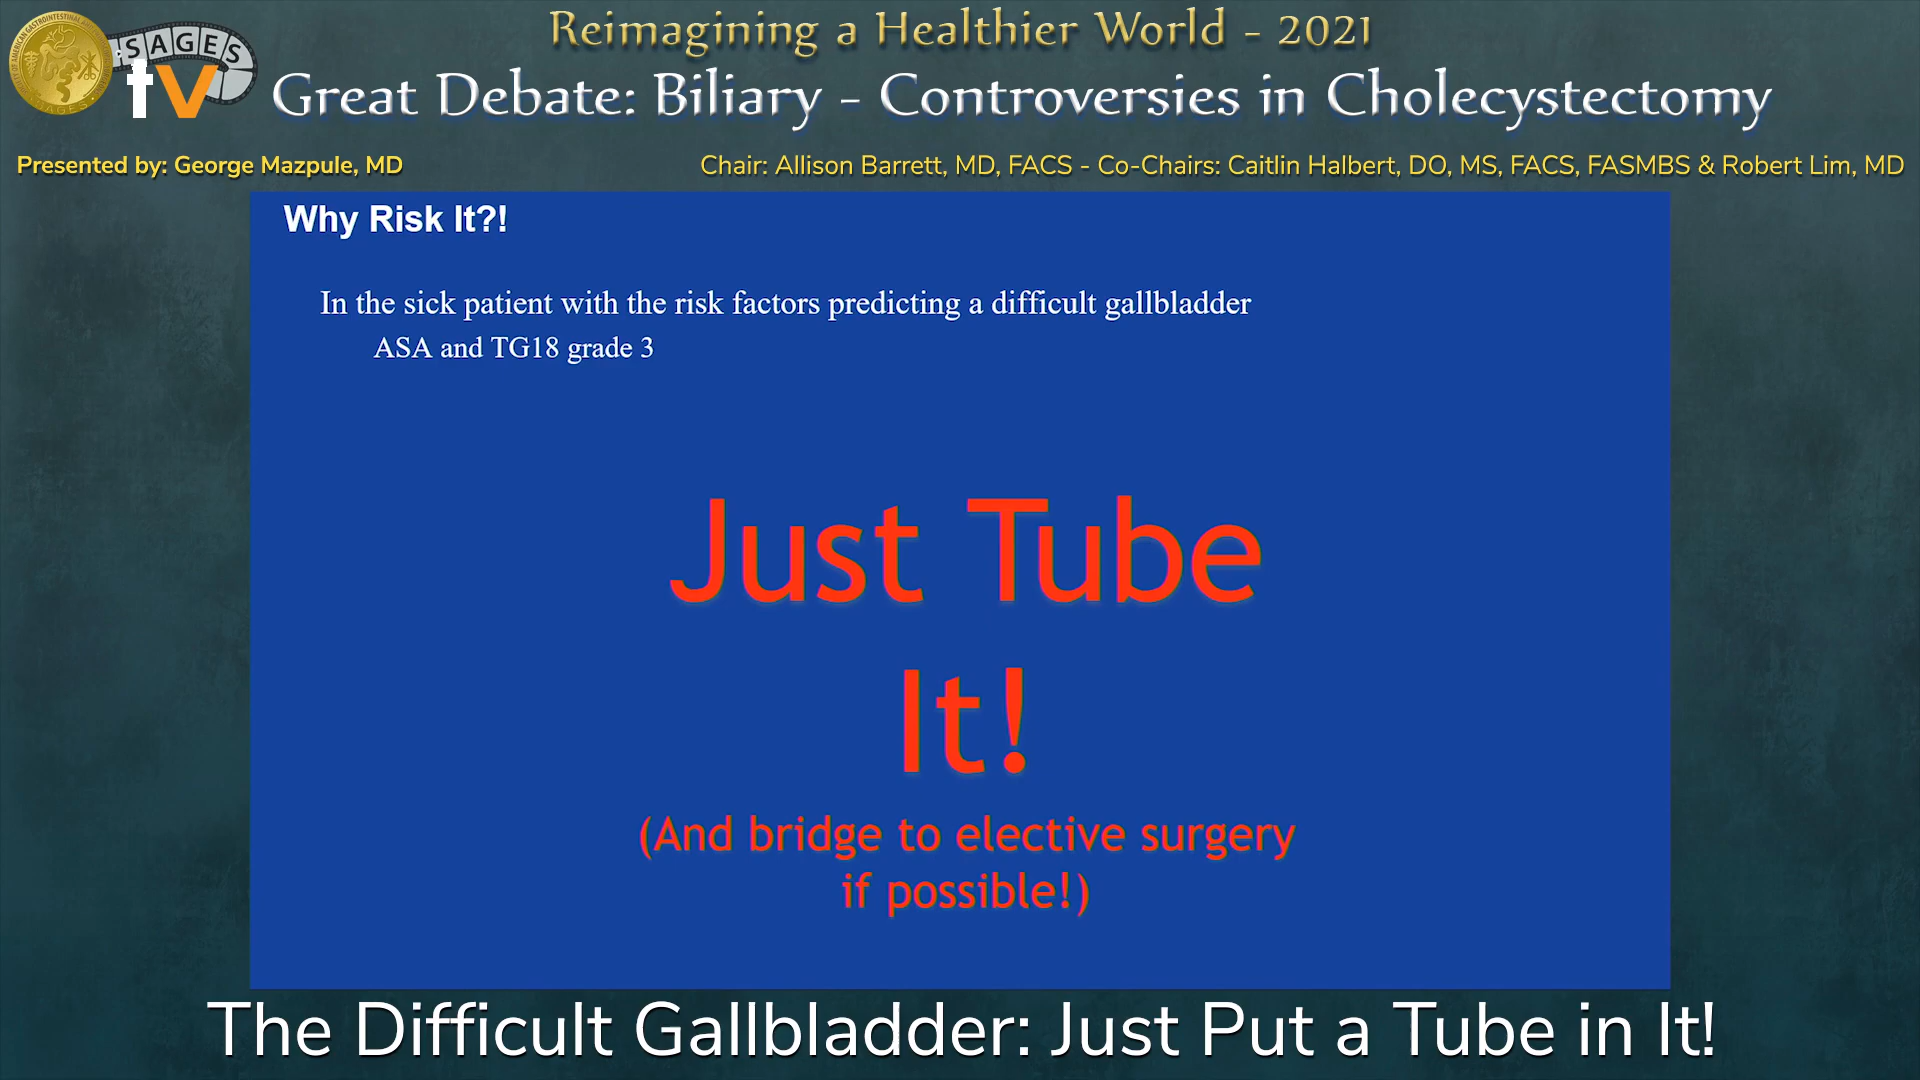 Reimagining a Healthier World - 2021
SAGES
tv
Great Debate: Biliary - Controversies in Cholecystectomy
Presented by: George Mazpule, MD
Chair: Allison Barrett, MD, FACS - Co-Chairs: Caitlin Halbert, DO, MS, FACS, FASMBS & Robert Lim, MD
Why Risk It?!
In the sick patient with the risk factors predicting a difficult gallbladder
ASA and TG18 grade 3
Just Tube
It!
(And bridge to elective surgery
if possible!)
The Difficult Gallbladder: Just Put a Tube in It!